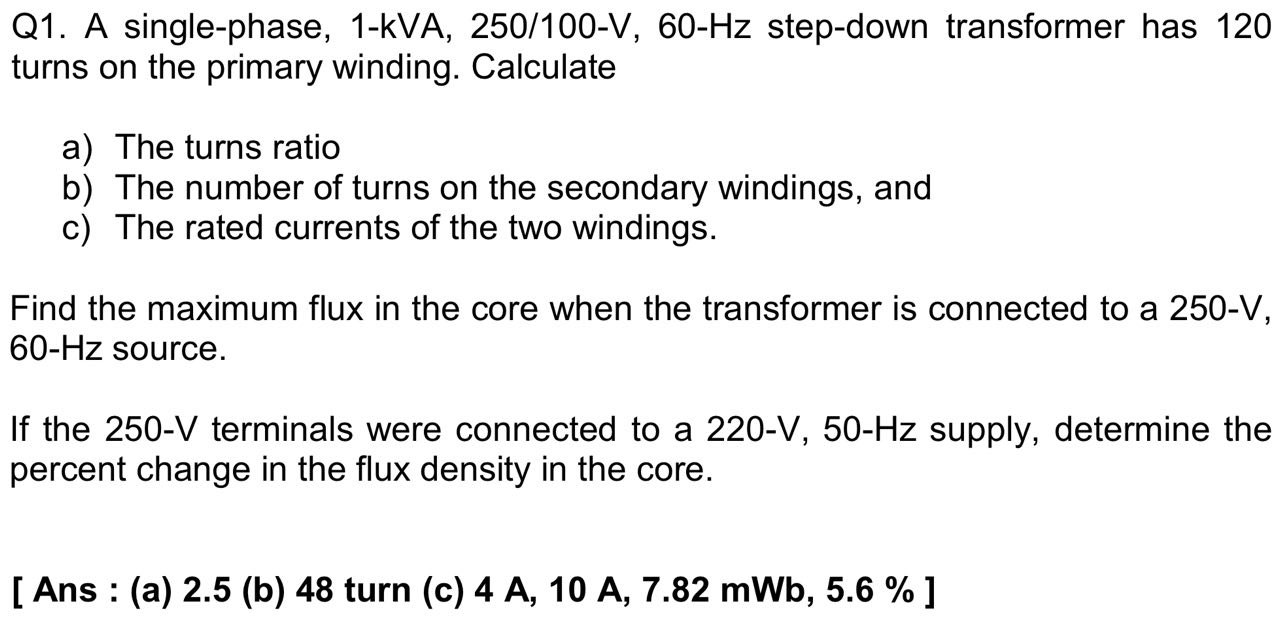 Q1. A single-phase, 1-kVA, 250/100-V, 60-Hz step-down transformer has 120
turns on the primary winding. Calculate
a) The turns ratio
b) The number of turns on the secondary windings, and
c) The rated currents of the two windings.
Find the maximum flux in the core when the transformer is connected to a 250-V,
60-Hz source.
If the 250-V terminals were connected to a 220-V, 50-Hz supply, determine the
percent change in the flux density in the core.
[ Ans : (a) 2.5 (b) 48 turn (c) 4 A, 10 A, 7.82 mWb, 5.6 % ]